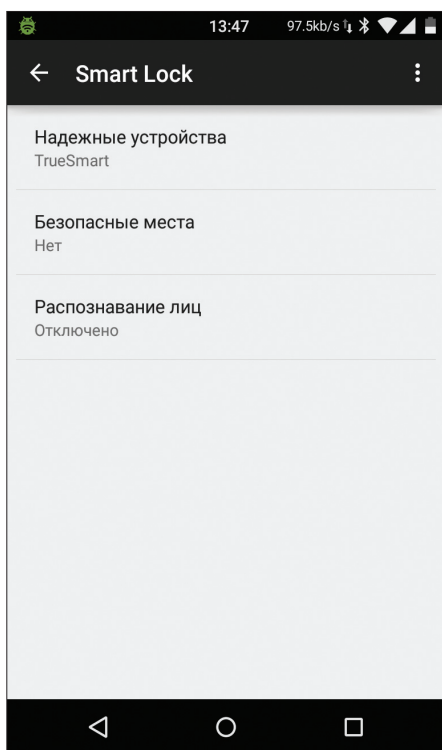 13:47 97.5kb/s
Smart Lock
Надежные устройства
TrueSmart
Безопасные места
Нет
Распознавание лиц
Отключено